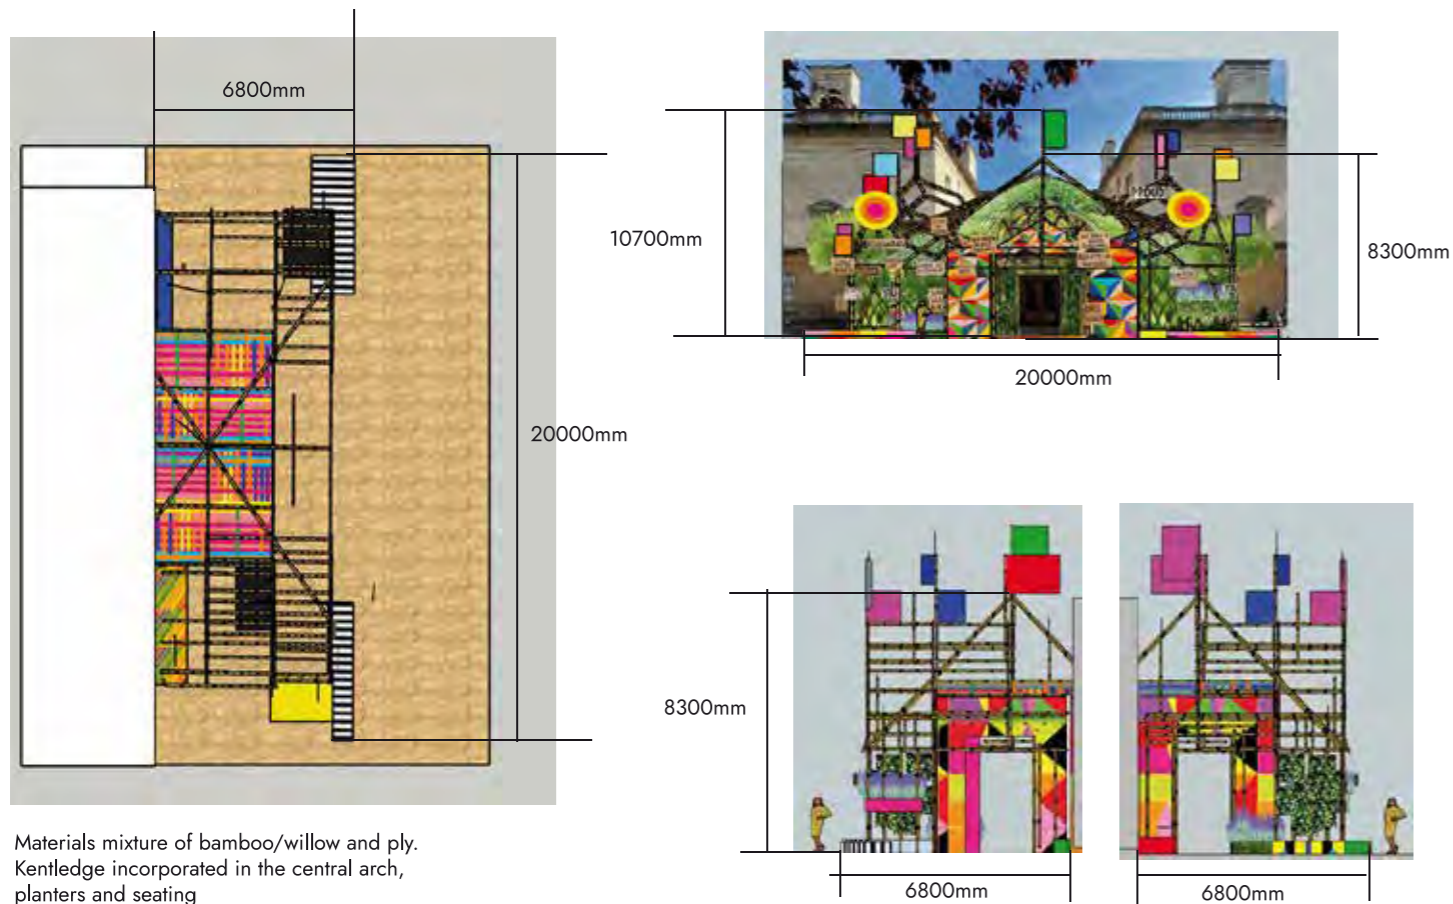 6800mm
20000mm
10700mm
8300mm
20000mm
8300mm
6800mm
6800mm
Materials mixture of bamboo/willow and ply.
Kentledge incorporated in the central arch,
planters and seating